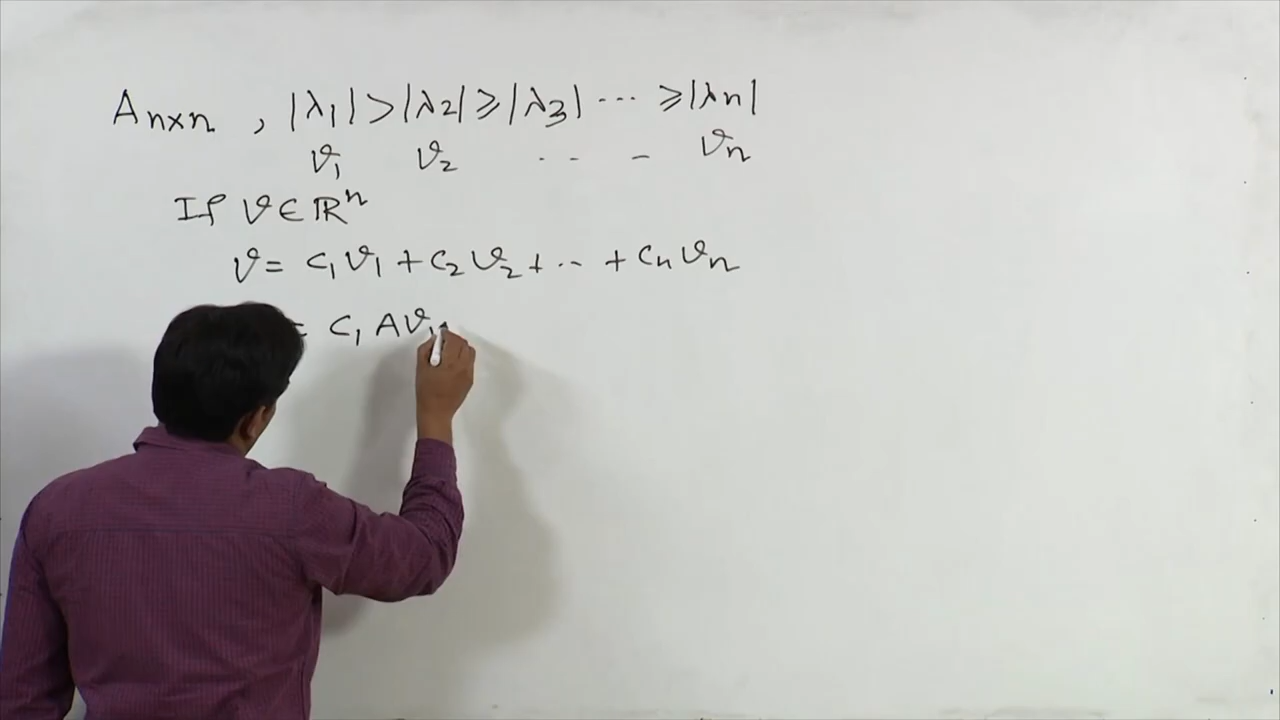 Aₙₓₙ , |λ₁| > |λ₂| ≥ |λ₃| ... ≥ |λn|
v₁ v₂ .. - vₙ
If v ∈ ℝⁿ
v = c₁v₁ + c₂v₂ + .. + cₙvₙ
= c₁ Av₁